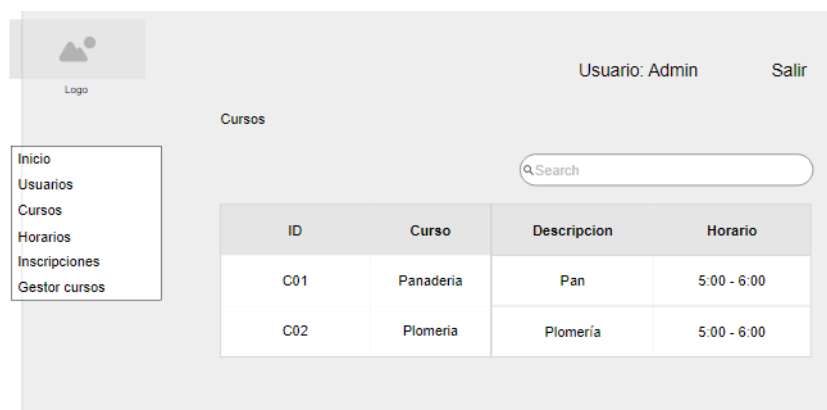 Logo
Usuario: Admin Salir
Cursos
Inicio
Usuarios
Cursos
Horarios
Inscripciones
Gestor cursos
Search
ID Curso Descripcion Horario
C01 Panaderia Pan 5:00 - 6:00
C02 Plomeria Plomería 5:00 - 6:00